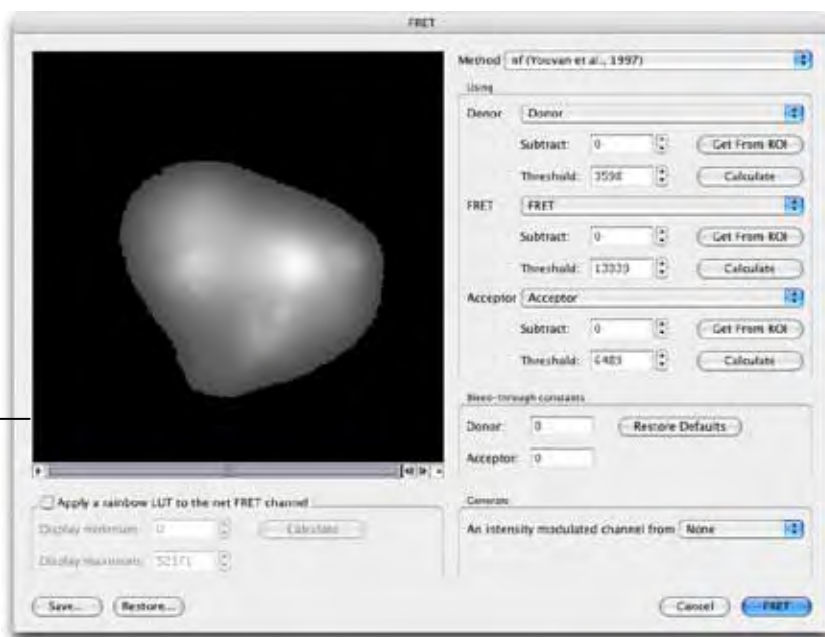 FRET
Method nf (Youvan et al., 1997)
Using
Donor Donor
Subtract: 0 Get From ROI
Threshold: 3598 Calculate
FRET FRET
Subtract: 0 Get From ROI
Threshold: 13939 Calculate
Acceptor Acceptor
Subtract: 0 Get From ROI
Threshold: 6489 Calculate
Bleed-through constants
Donor: 0 Restore Defaults
Acceptor: 0
Apply a rainbow LUT to the net FRET channel
Display minimum: 0 Calculate
Display maximum: 52171
Generate
An intensity modulated channel from None
Save... Restore... Cancel FRET